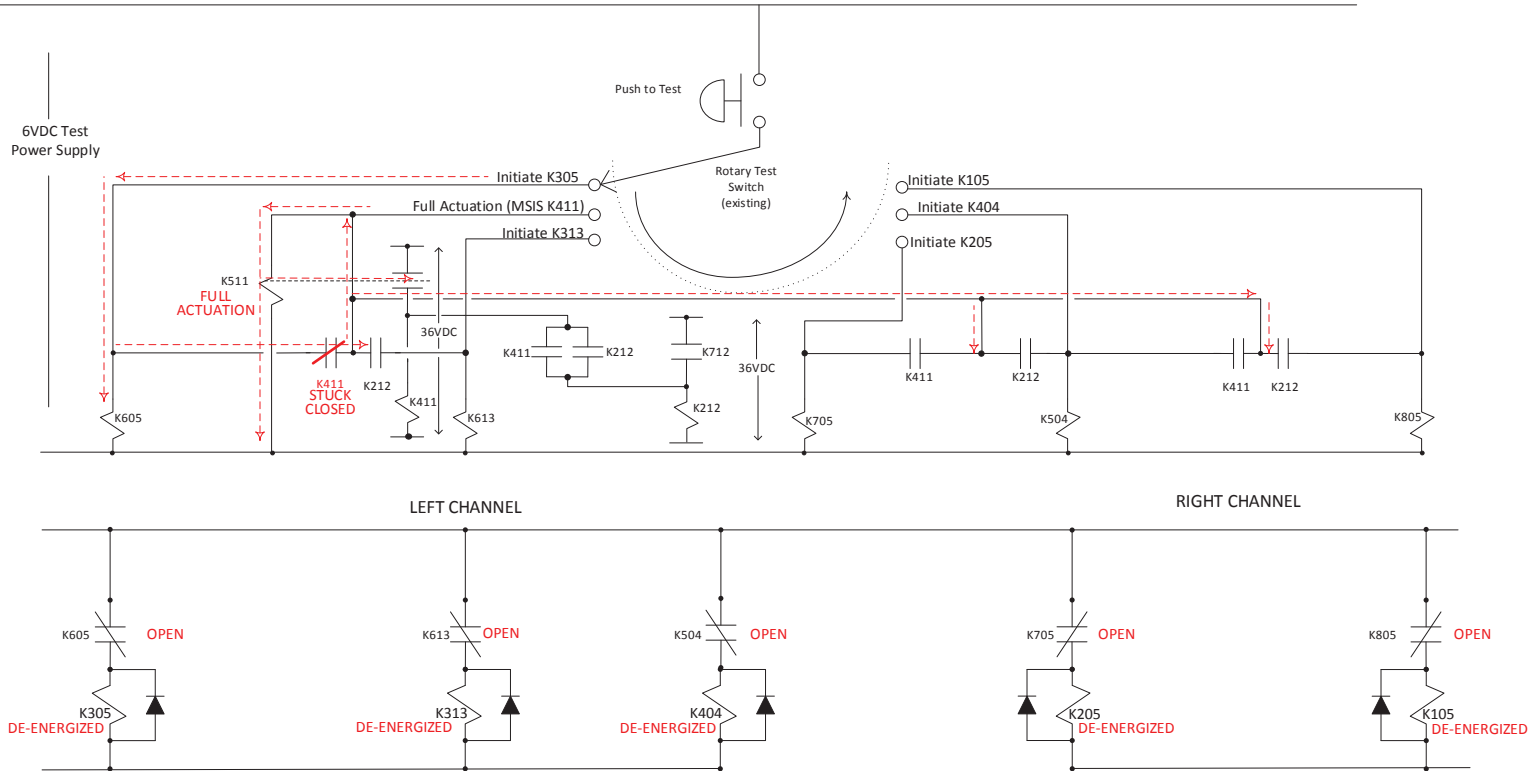 Push to Test
6VDC Test
Power Supply
Initiate K305
Rotary Test
Switch
(existing)
Initiate K105
Full Actuation (MSIS K411)
Initiate K404
Initiate K313
Initiate K205
K511
FULL
ACTUATION
36VDC
K411
K212
K712
36VDC
K411
STUCK
CLOSED
K212
K411
K212
K411
K212
K411
K212
K605
K613
K705
K504
K805
LEFT CHANNEL
RIGHT CHANNEL
K605
OPEN
K613
OPEN
K504
OPEN
K705
OPEN
K805
OPEN
K305
DE-ENERGIZED
K313
DE-ENERGIZED
K404
DE-ENERGIZED
K205
DE-ENERGIZED
K105
DE-ENERGIZED